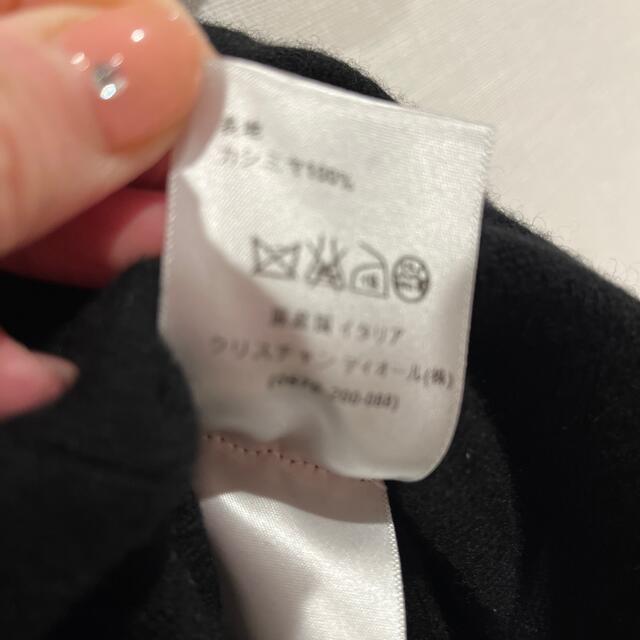 表地
カシミヤ100%
原産国 イタリア
クリスチャン ディオール(株)